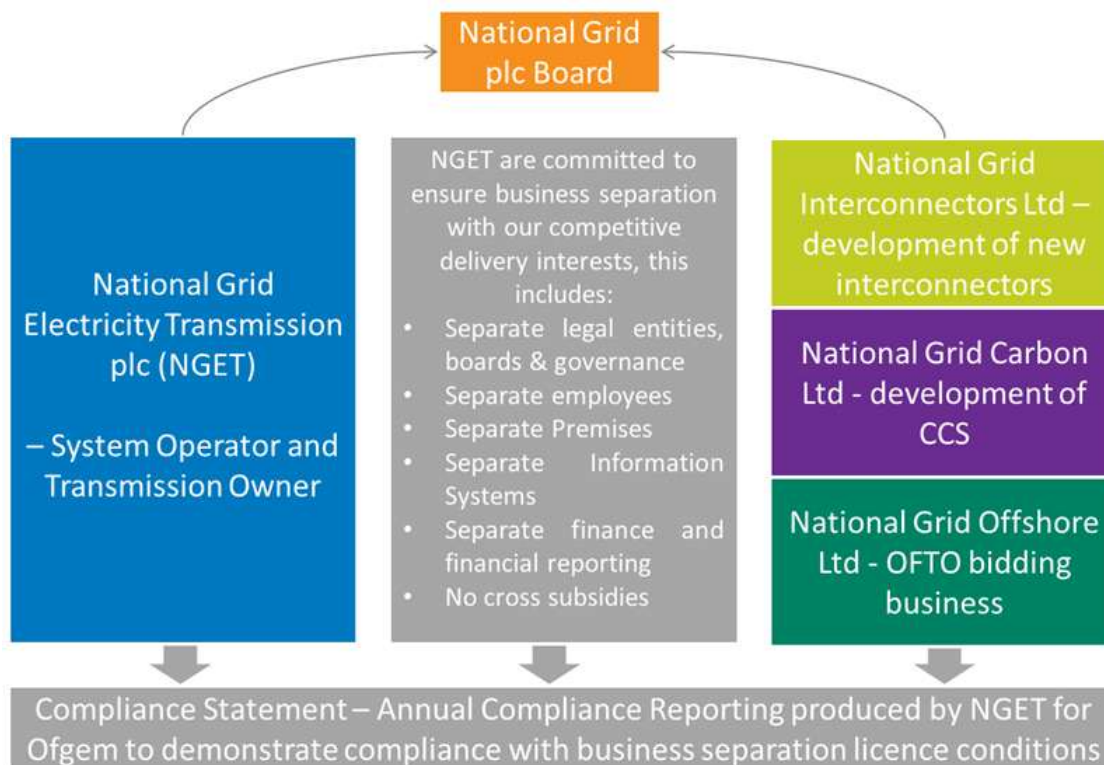 National Grid
plc Board
National Grid
Electricity Transmission
plc (NGET)
– System Operator and
Transmission Owner
NGET are committed to
ensure business separation
with our competitive
delivery interests, this
includes:
• Separate legal entities,
boards & governance
• Separate employees
• Separate Premises
• Separate Information
Systems
• Separate finance and
financial reporting
• No cross subsidies
National Grid
Interconnectors Ltd –
development of new
interconnectors
National Grid Carbon
Ltd - development of
CCS
National Grid Offshore
Ltd - OFTO bidding
business
Compliance Statement – Annual Compliance Reporting produced by NGET for
Ofgem to demonstrate compliance with business separation licence conditions